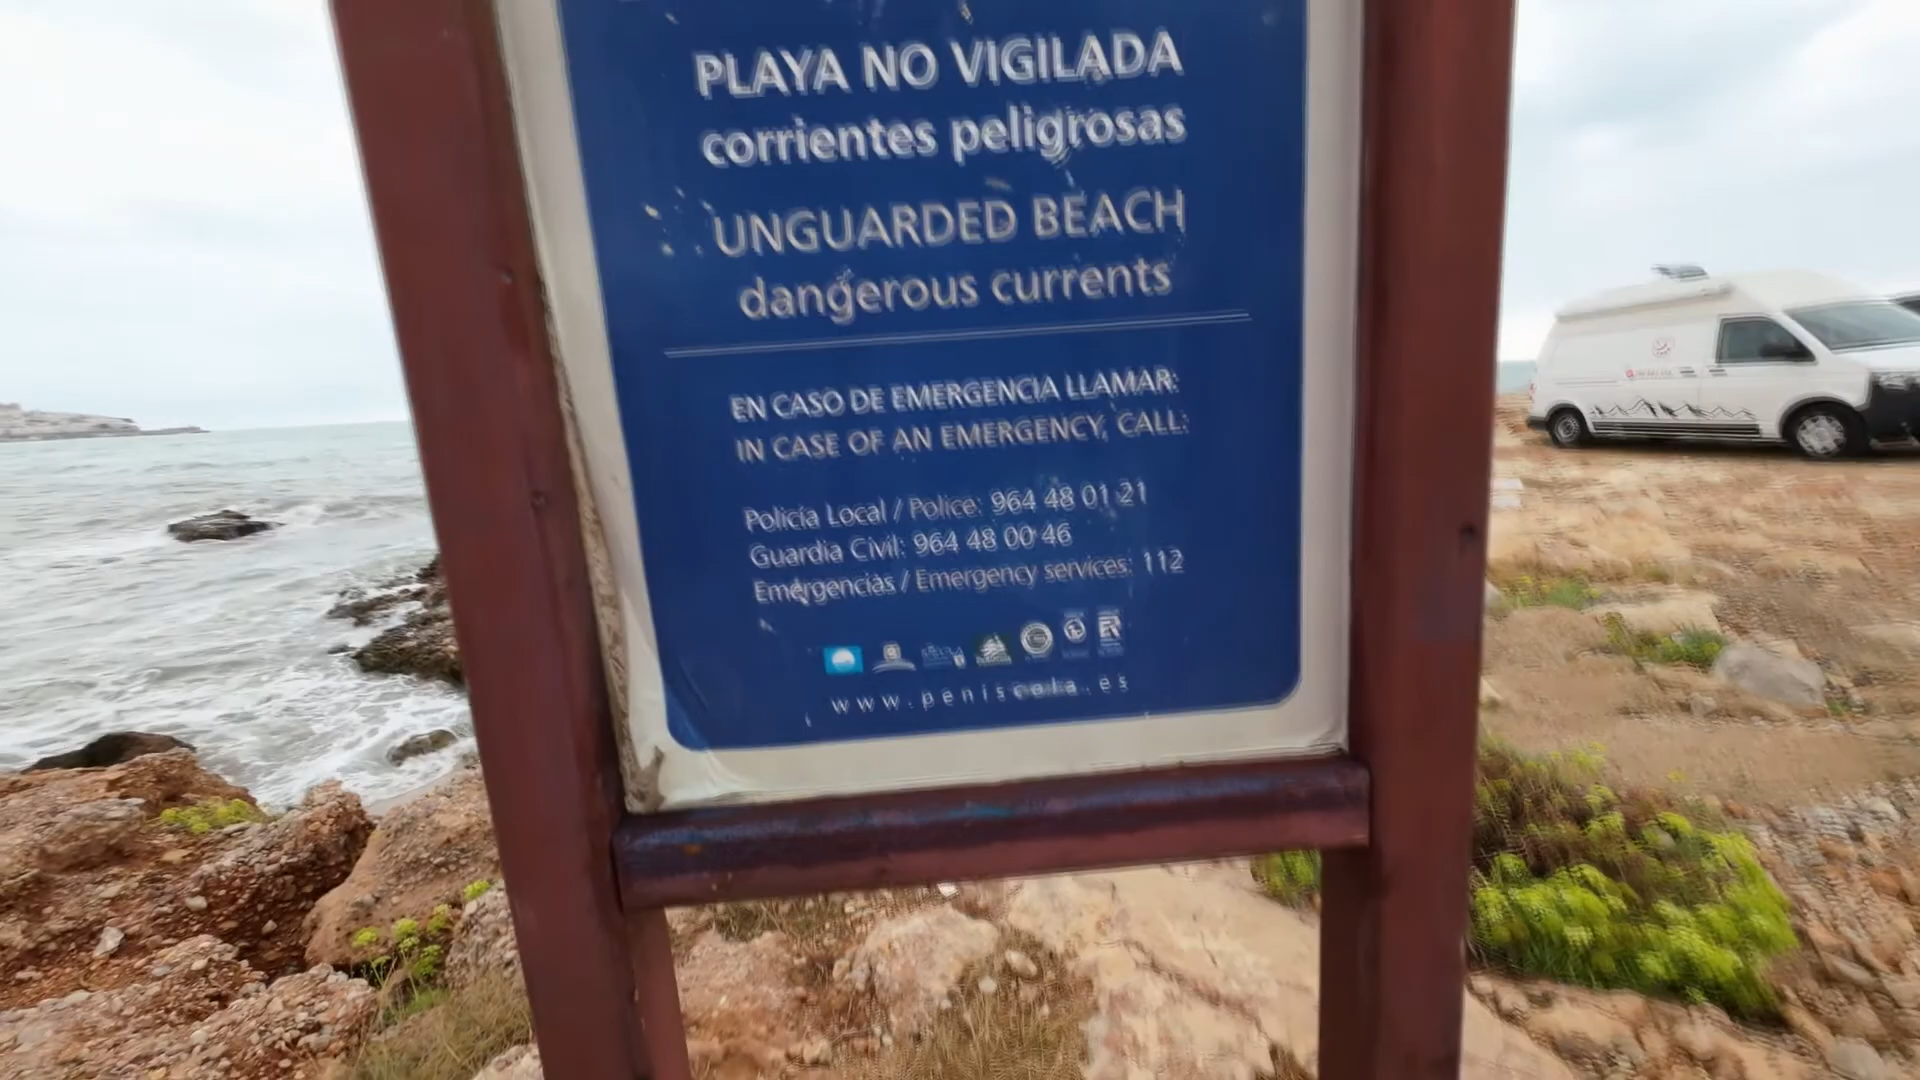 PLAYA NO VIGILADA
corrientes peligrosas
UNGUARDED BEACH
dangerous currents
EN CASO DE EMERGENCIA LLAMAR:
IN CASE OF AN EMERGENCY, CALL:
Policía Local / Police: 964 48 01 21
Guardia Civil: 964 48 00 46
Emergencias / Emergency services: 112
www.peniscola.es